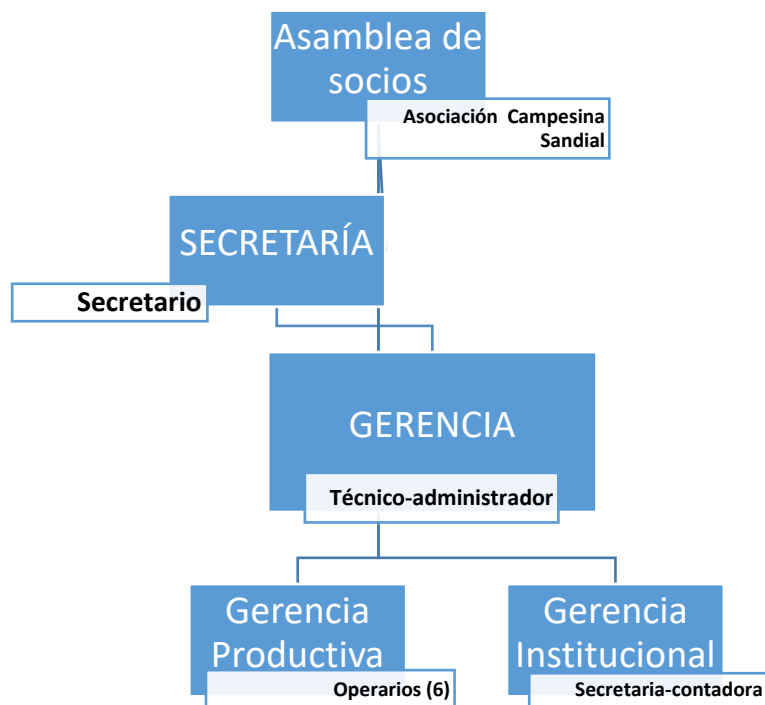 Asamblea de
socios
Asociación Campesina
Sandial
SECRETARÍA
Secretario
GERENCIA
Técnico-administrador
Gerencia
Productiva
Operarios (6)
Gerencia
Institucional
Secretaria-contadora